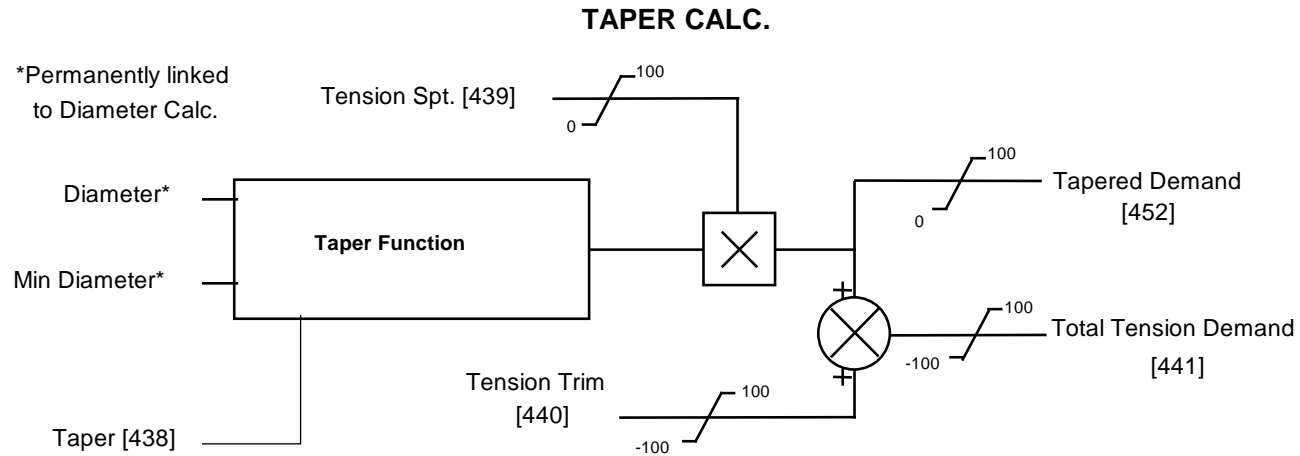 TAPER CALC.
*Permanently linked
to Diameter Calc.
Tension Spt. [439]
100
0
Diameter*
Min Diameter*
Taper Function
100
0
Tapered Demand
[452]
+
+
100
-100
Total Tension Demand
[441]
Tension Trim
[440]
100
-100
Taper [438]